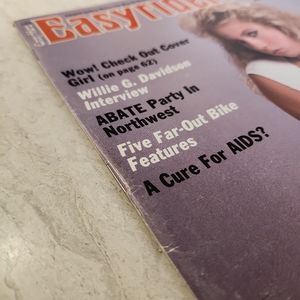 Easyride
Wow! Check Out Cover
Girl (on page 62)
Willie G. Davidson
Interview
ABATE Party In
Northwest
Five Far-Out Bike
Features
A Cure For AIDS?